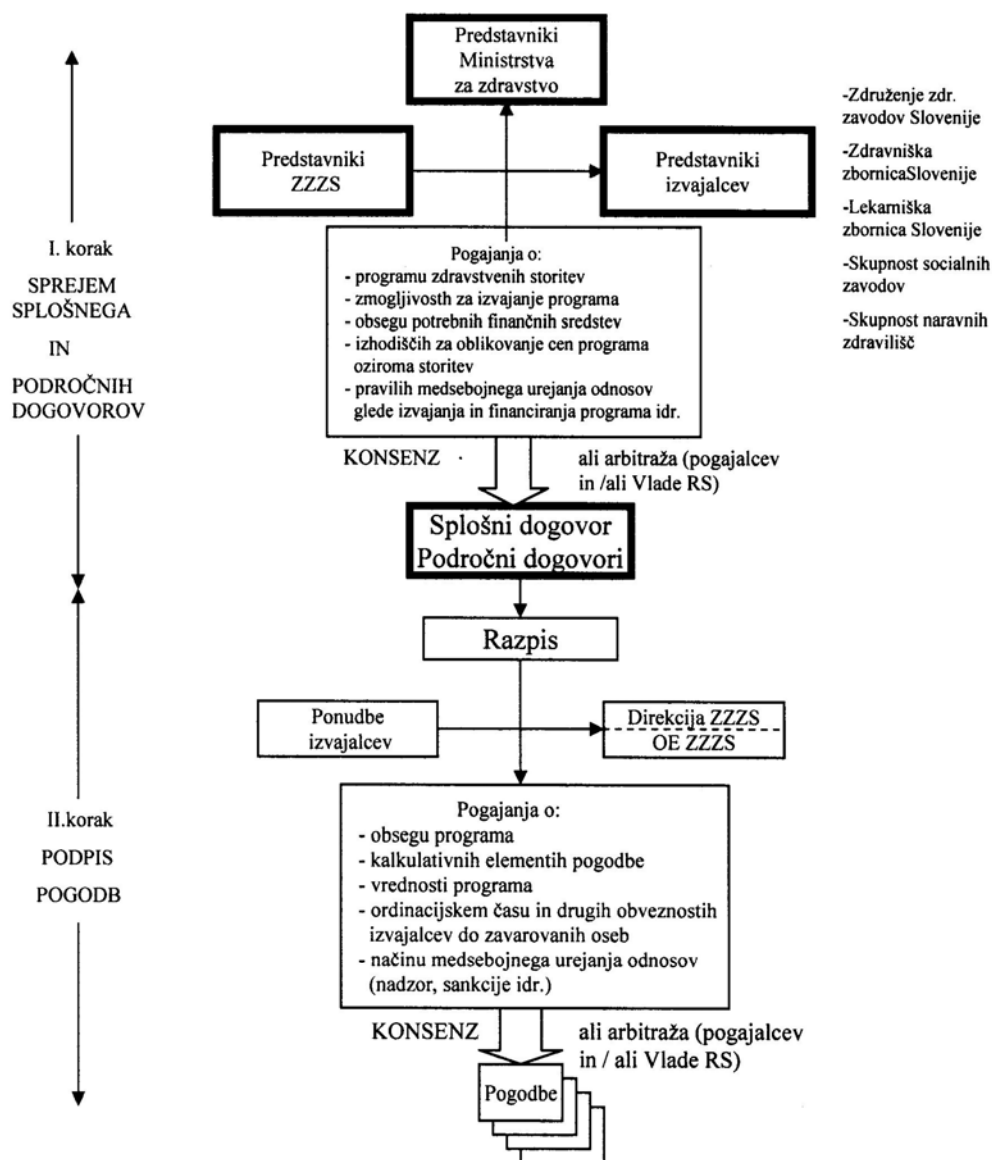 Predstavniki
Ministrstva
za zdravstvo
Predstavniki
ZZZS
Predstavniki
izvajalcev
-Združenje zdr.
zavodov Slovenije
-Zdravniška
zbornicaSlovenije
-Lekarniška
zbornica Slovenije
-Skupnost socialnih
zavodov
-Skupnost naravnih
zdravilišč
I. korak
SPREJEM
SPLOŠNEGA
IN
PODROČNIH
DOGOVOROV
Pogajanja o:
- programu zdravstvenih storitev
- zmogljivosth za izvajanje programa
- obsegu potrebnih finančnih sredstev
- izhodiščih za oblikovanje cen programa
oziroma storitev
- pravilih medsebojnega urejanja odnosov
glede izvajanja in financiranja programa idr.
KONSENZ
ali arbitraža (pogajalcev
in /ali Vlade RS)
Splošni dogovor
Področni dogovori
Razpis
Ponudbe
izvajalcev
Direkcija ZZZS
OE ZZZS
II.korak
PODPIS
POGODB
Pogajanja o:
- obsegu programa
- kalkulativnih elementih pogodbe
- vrednosti programa
- ordinacijskem času in drugih obveznostih
izvajalcev do zavarovanih oseb
- načinu medsebojnega urejanja odnosov
(nadzor, sankcije idr.)
KONSENZ
ali arbitraža (pogajalcev
in / ali Vlade RS)
Pogodbe